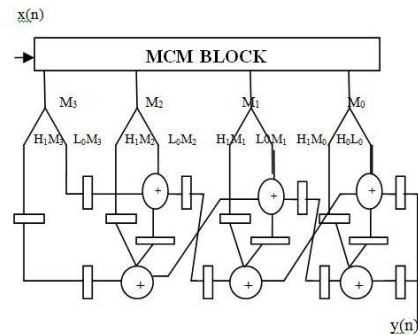 x(n)
MCM BLOCK
M3 M2 M1 M0
H1M3 L0M3 H1M2 L0M2 H1M1 L0M1 H1M0 H0L0
+ + +
+ + +
y(n)